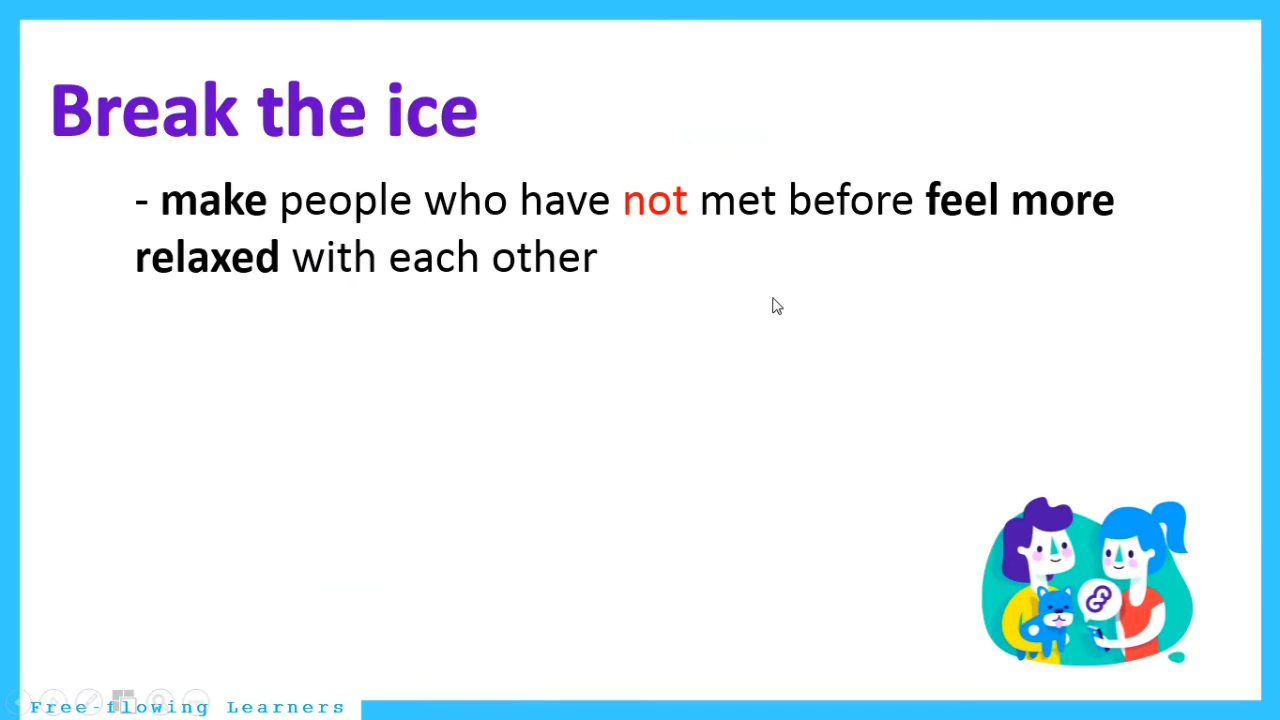 Break the ice
- make people who have not met before feel more
relaxed with each other
Free-flowing Learners